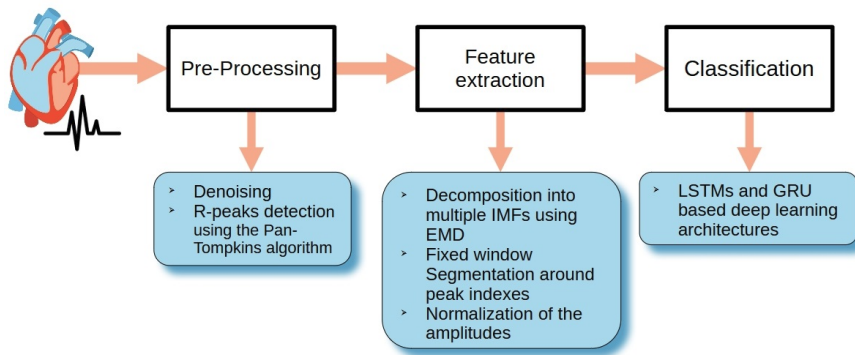 Pre-Processing
Feature
extraction
Classification
➤ Denoising
➤ R-peaks detection
using the Pan-
Tompkins algorithm
➤ Decomposition into
multiple IMFs using
EMD
➤ Fixed window
Segmentation around
peak indexes
➤ Normalization of the
amplitudes
➤ LSTMs and GRU
based deep learning
architectures